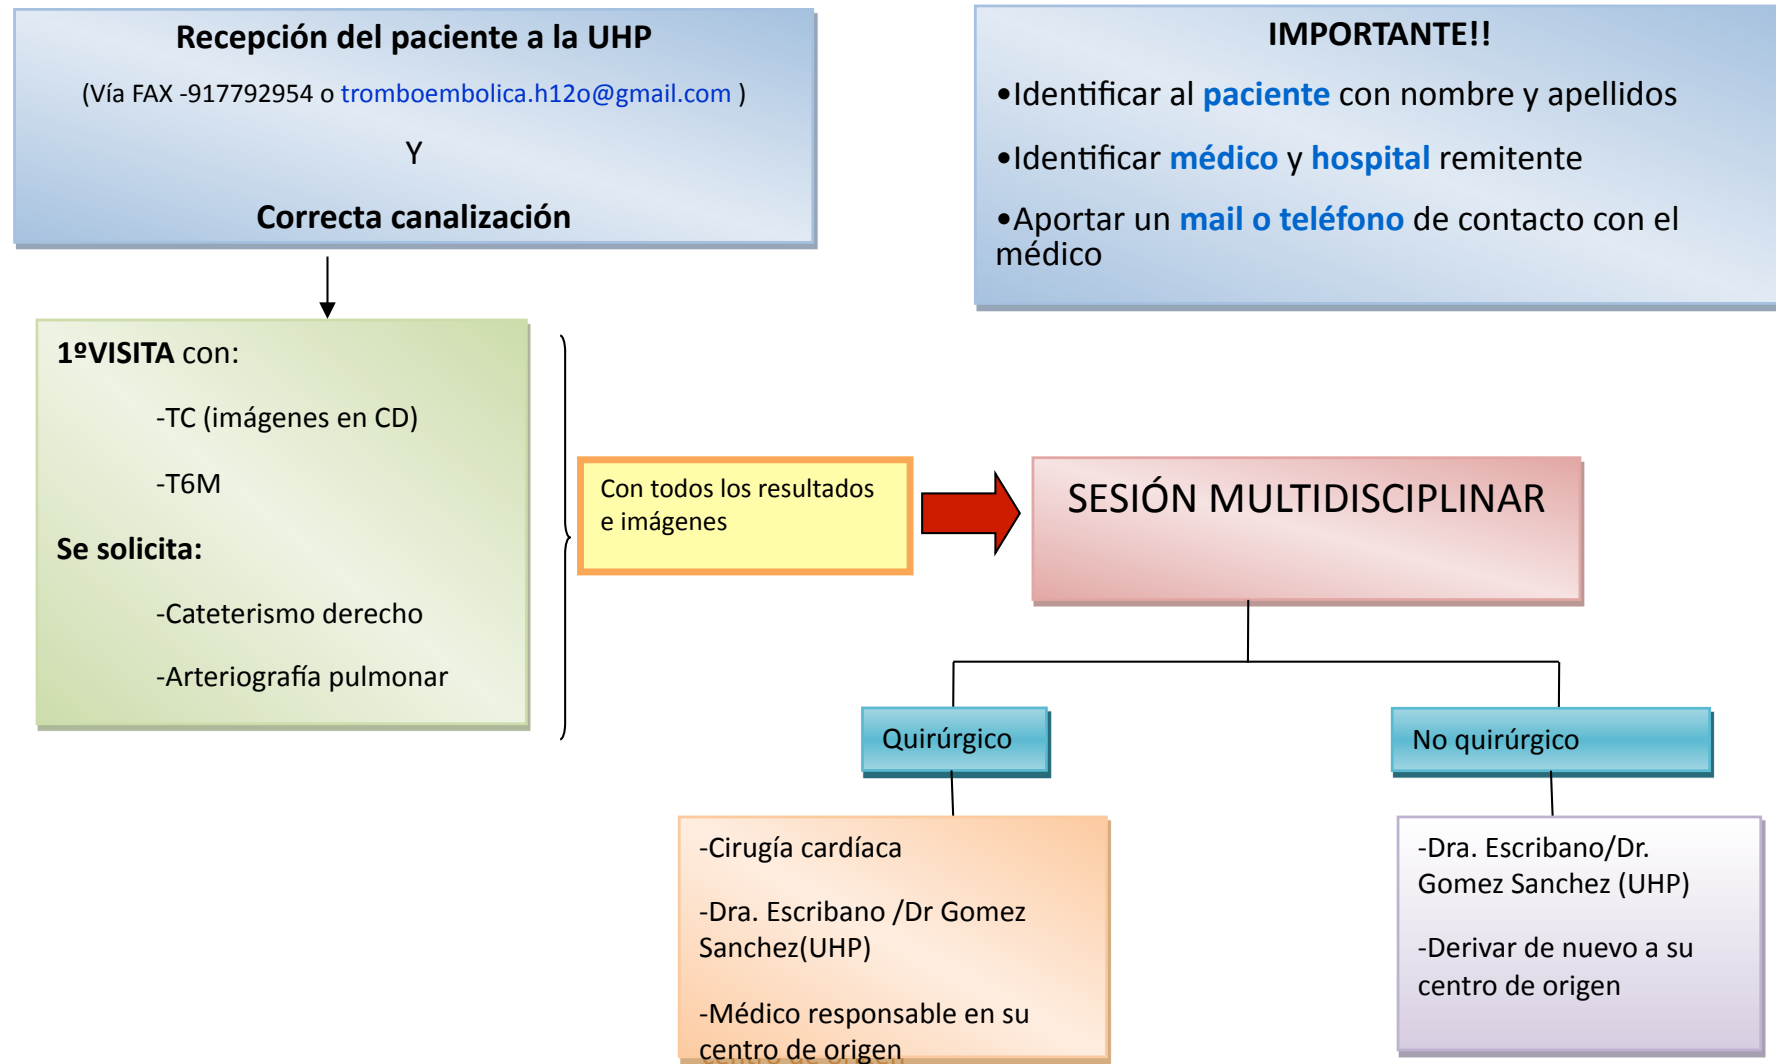 Recepción del paciente a la UHP
(Vía FAX -917792954 o tromboembolica.h12o@gmail.com )
Y
Correcta canalización
IMPORTANTE!!
•Identificar al paciente con nombre y apellidos
•Identificar médico y hospital remitente
•Aportar un mail o teléfono de contacto con el
médico
1ºVISITA con:
-TC (imágenes en CD)
-T6M
Se solicita:
-Cateterismo derecho
-Arteriografía pulmonar
Con todos los resultados
e imágenes
SESIÓN MULTIDISCIPLINAR
Quirúrgico
No quirúrgico
-Cirugía cardíaca
-Dra. Escribano /Dr Gomez
Sanchez(UHP)
-Médico responsable en su
centro de origen
-Dra. Escribano/Dr.
Gomez Sanchez (UHP)
-Derivar de nuevo a su
centro de origen